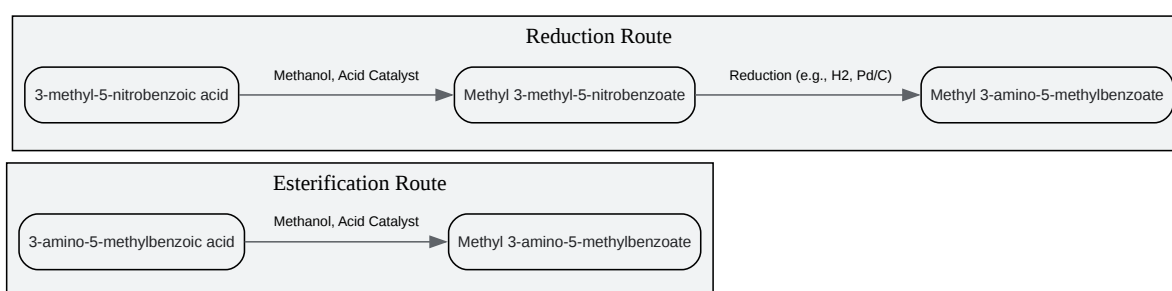 Reduction Route
3-methyl-5-nitrobenzoic acid
Methanol, Acid Catalyst
Methyl 3-methyl-5-nitrobenzoate
Reduction (e.g., H2, Pd/C)
Methyl 3-amino-5-methylbenzoate
Esterification Route
3-amino-5-methylbenzoic acid
Methanol, Acid Catalyst
Methyl 3-amino-5-methylbenzoate